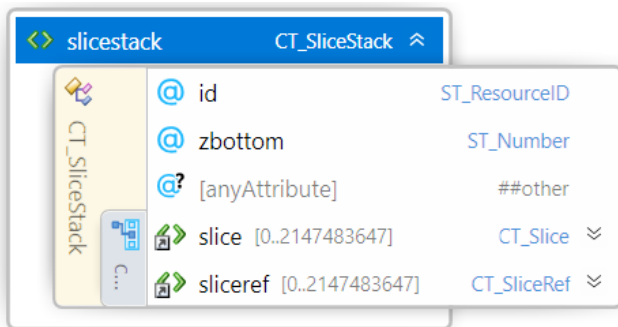 slicestack CT_SliceStack
CT_SliceStack
id ST_ResourceID
zbottom ST_Number
[anyAttribute] ##other
C...
slice [0..2147483647] CT_Slice
sliceref [0..2147483647] CT_SliceRef